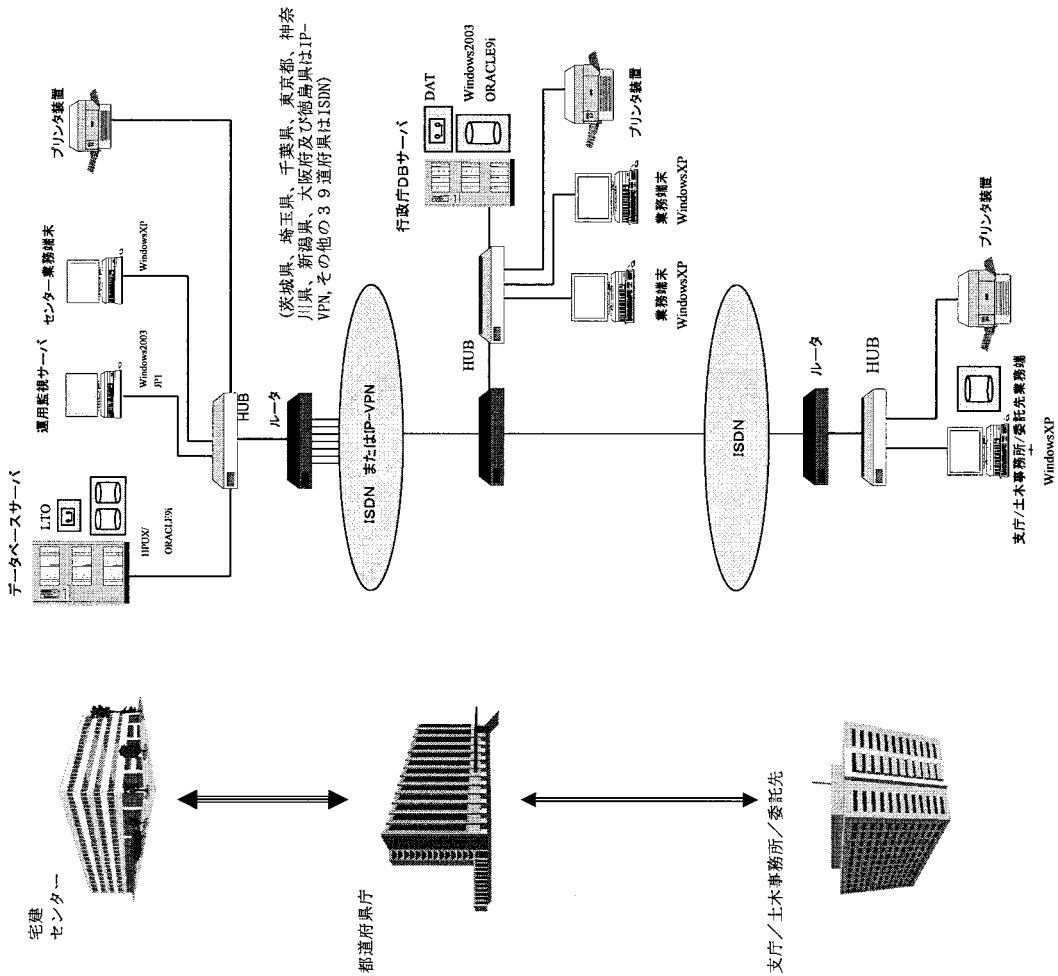 宅建
センター
データベースサーバ
LTO
HPUX/
ORACLE9i
運用監視サーバ
Windows2003
JP1
センター業務端末
WindowsXP
プリンタ装置
HUB
ルータ
ISDN またはIP-VPN
(茨城県、埼玉県、千葉県、東京都、神奈
川県、新潟県、大阪府及び徳島県はIP-
VPN,その他の39道府県はISDN)
都道府県庁
HUB
行政庁DBサーバ
DAT
Windows2003
ORACLE9i
業務端末
WindowsXP
業務端末
WindowsXP
プリンタ装置
ISDN
支庁/土木事務所/委託先
ルータ
HUB
支庁/土木事務所/委託先業務端
WindowsXP
プリンタ装置